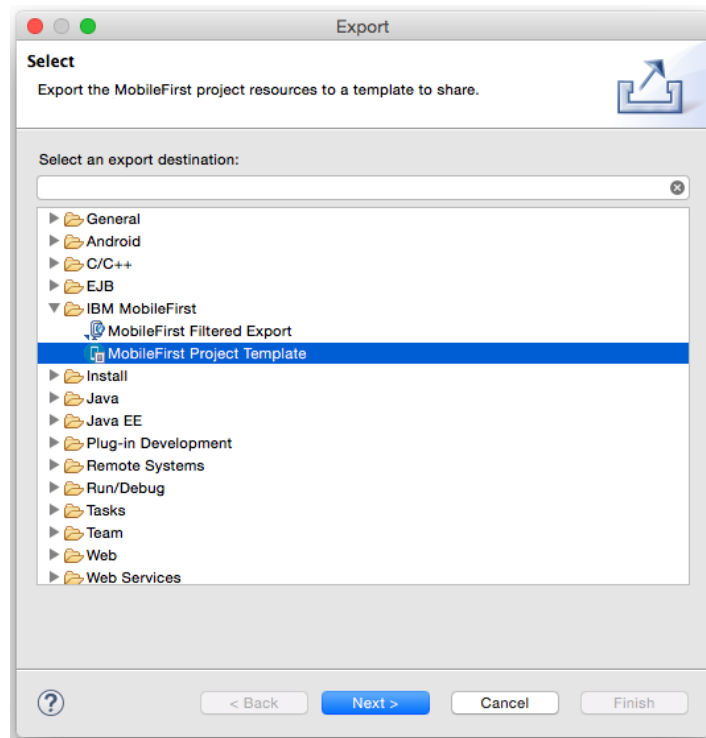 Export
Select
Export the MobileFirst project resources to a template to share.
Select an export destination:
General
Android
C/C++
EJB
IBM MobileFirst
MobileFirst Filtered Export
MobileFirst Project Template
Install
Java
Java EE
Plug-in Development
Remote Systems
Run/Debug
Tasks
Team
Web
Web Services
? < Back Next > Cancel Finish